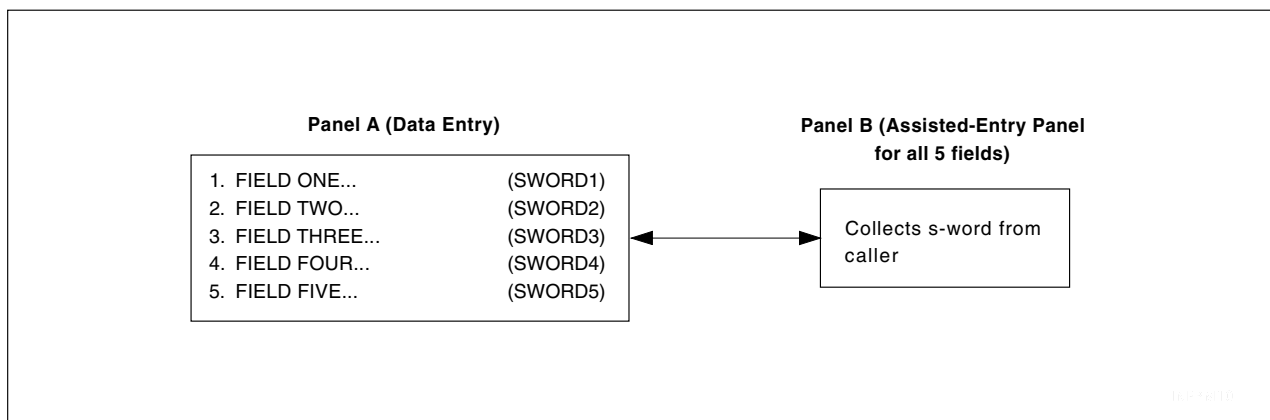 Panel A (Data Entry)
1. FIELD ONE... (SWORD1)
2. FIELD TWO... (SWORD2)
3. FIELD THREE... (SWORD3)
4. FIELD FOUR... (SWORD4)
5. FIELD FIVE... (SWORD5)
Panel B (Assisted-Entry Panel
for all 5 fields)
Collects s-word from
caller